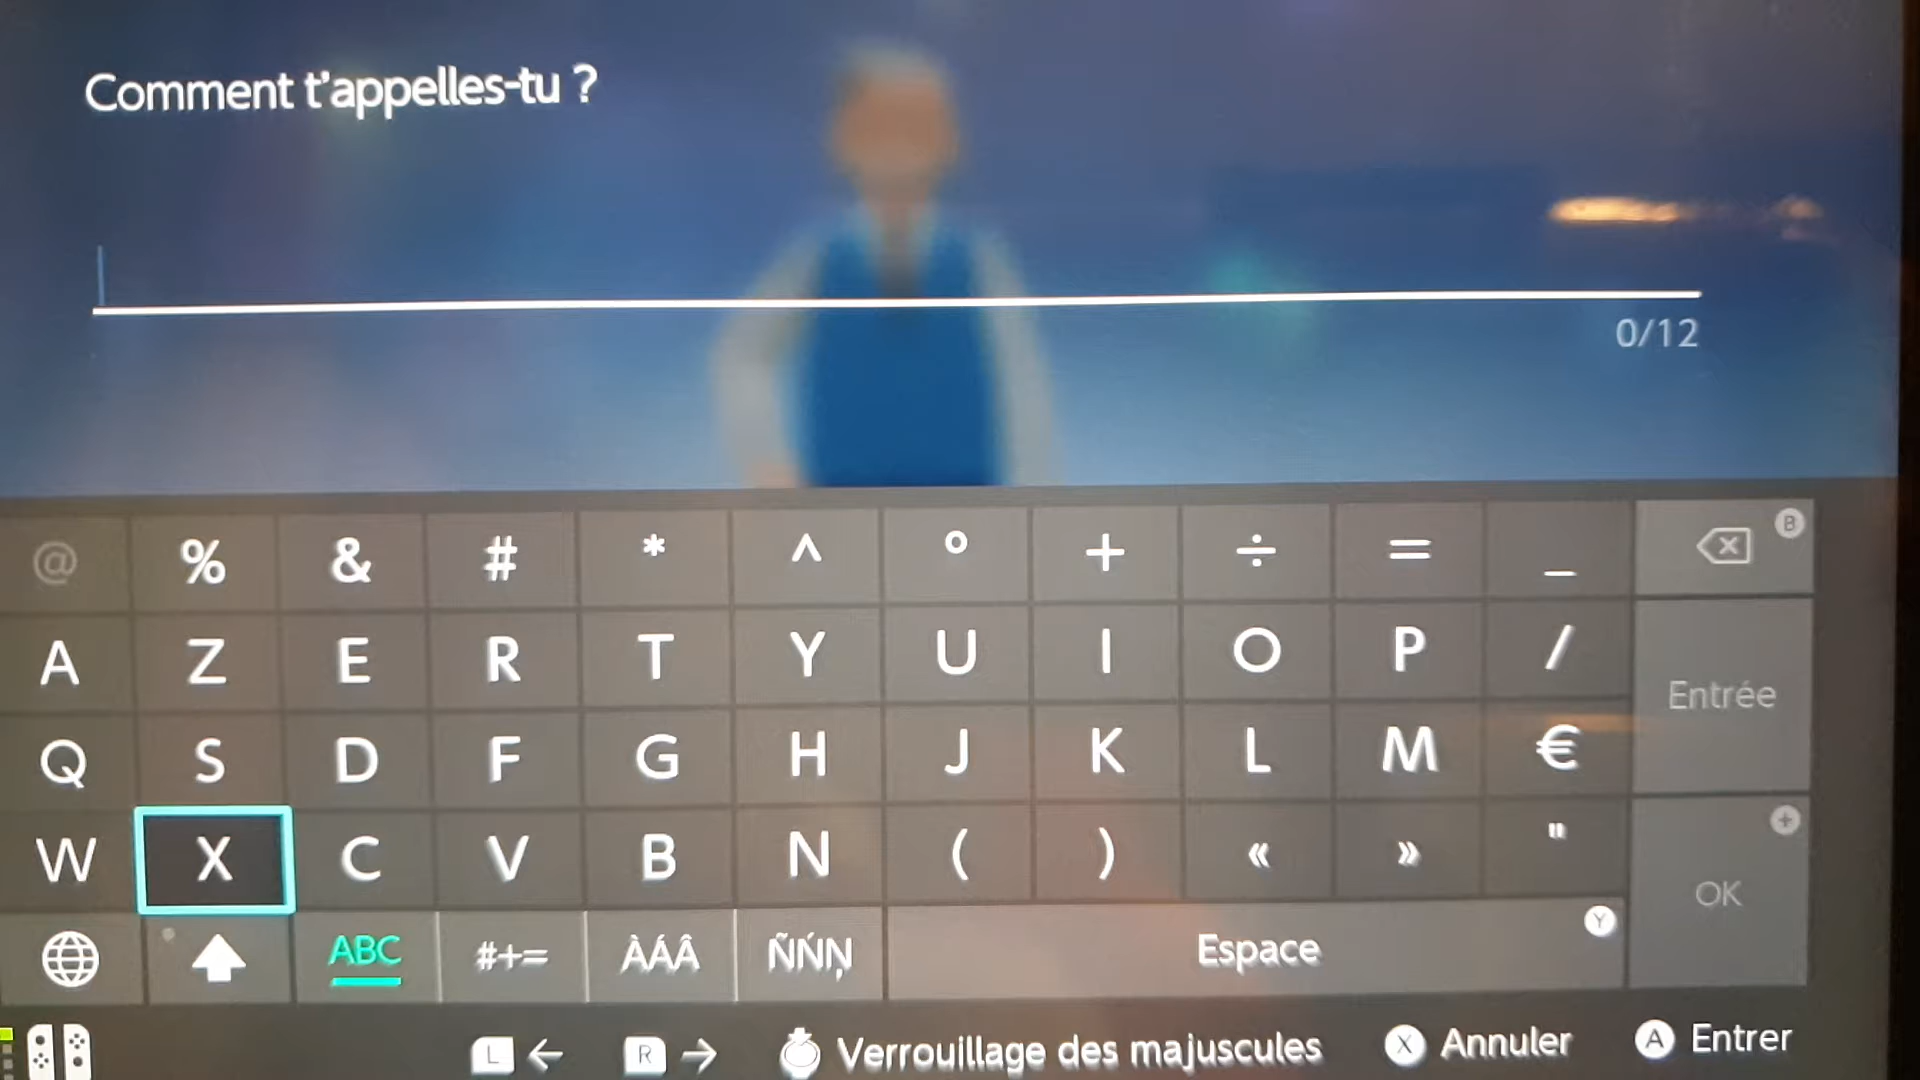 Comment t'appelles-tu ?
0/12
@ % & # * ^ ° + ÷ = _ B
A Z E R T Y U I O P / Entrée
Q S D F G H J K L M €
W X C V B N ( ) « » " + OK
ABC #+= ÀÁÂ ÑŃŅ Espace Y
L ← R → Verrouillage des majuscules X Annuler A Entrer